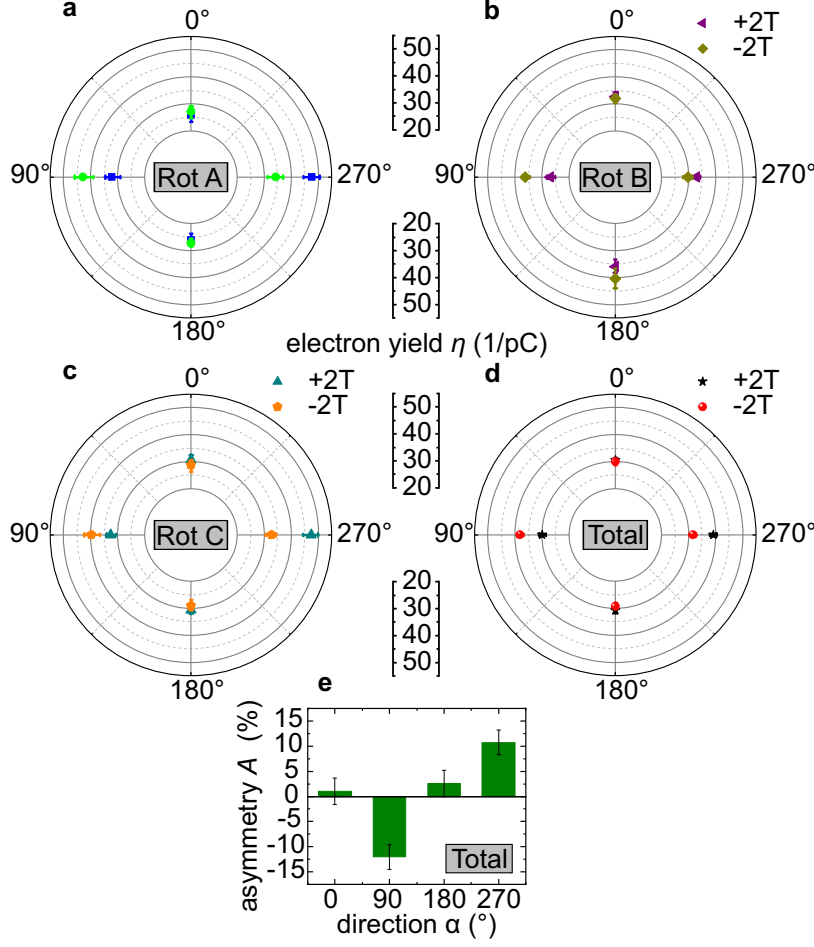 a
0°
90°
Rot A
270°
180°
50
40
30
20
20
30
40
50
b
0°
+2T
-2T
90°
Rot B
270°
180°
electron yield η (1/pC)
c
0°
+2T
-2T
90°
Rot C
270°
180°
50
40
30
20
20
30
40
50
d
0°
+2T
-2T
90°
Total
270°
180°
e
asymmetry A (%)
15
10
5
0
-5
-10
-15
Total
0 90 180 270
direction α (°)